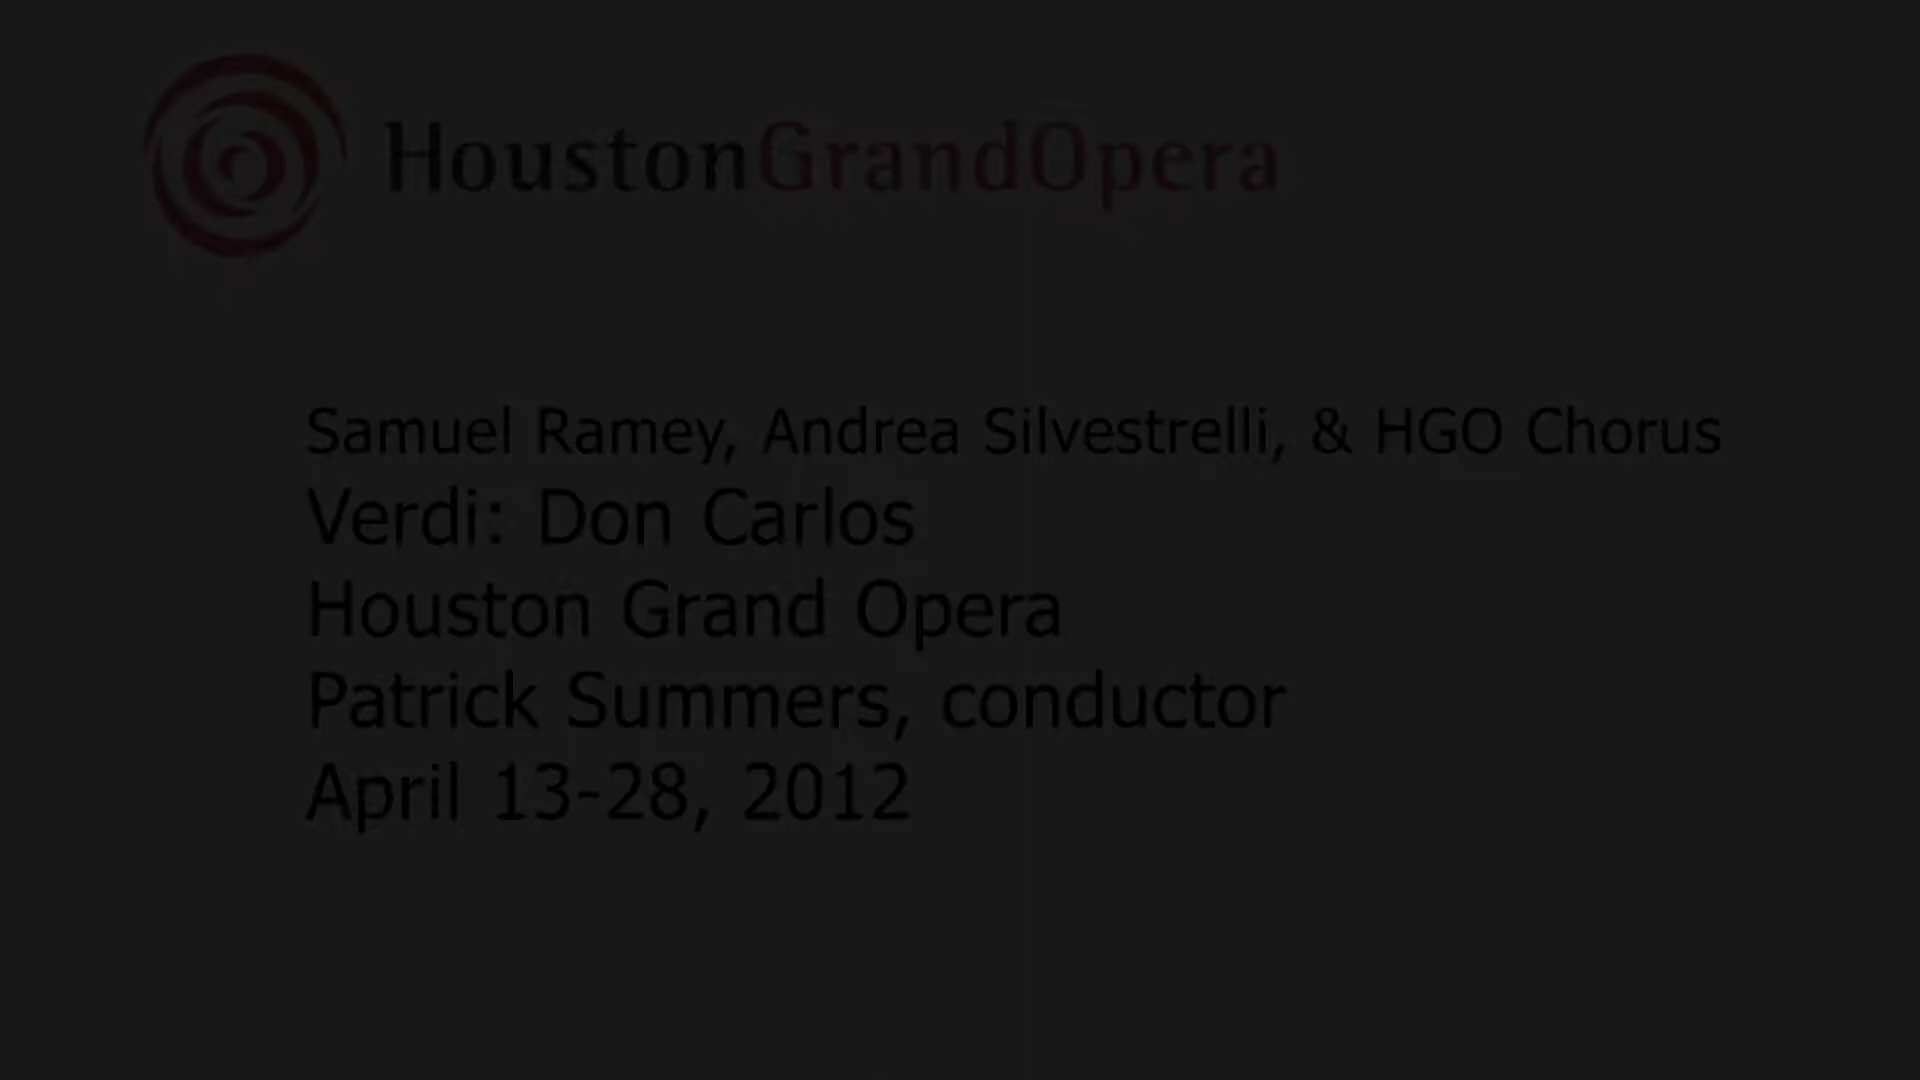 HoustonGrandOpera
Samuel Ramey, Andrea Silvestrelli, & HGO Chorus
Verdi: Don Carlos
Houston Grand Opera
Patrick Summers, conductor
April 13-28, 2012